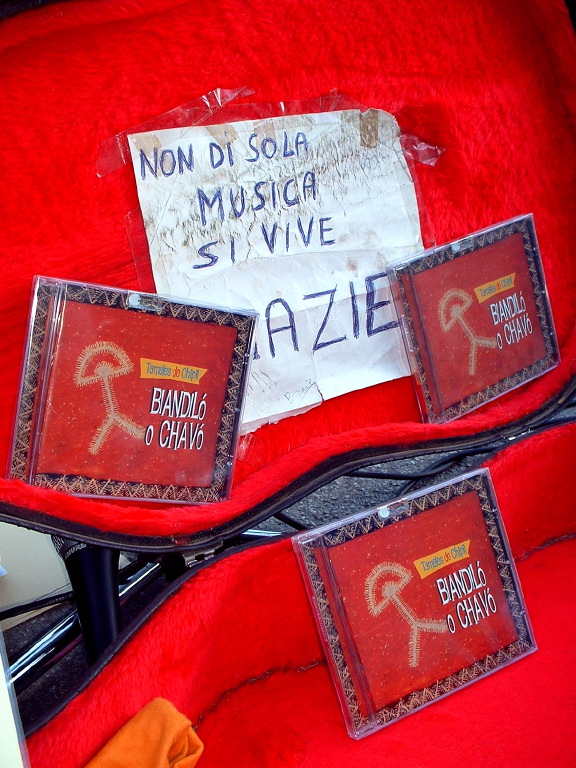 NON DI SOLA
MUSICA
SI VIVE
AZIE
Tamales de Chipil
BIANDILÓ
O CHAVÓ
Tamales de Chipil
BIANDILÓ
O CHAVÓ
Tamales de Chipil
BIANDILÓ
O CHAVÓ